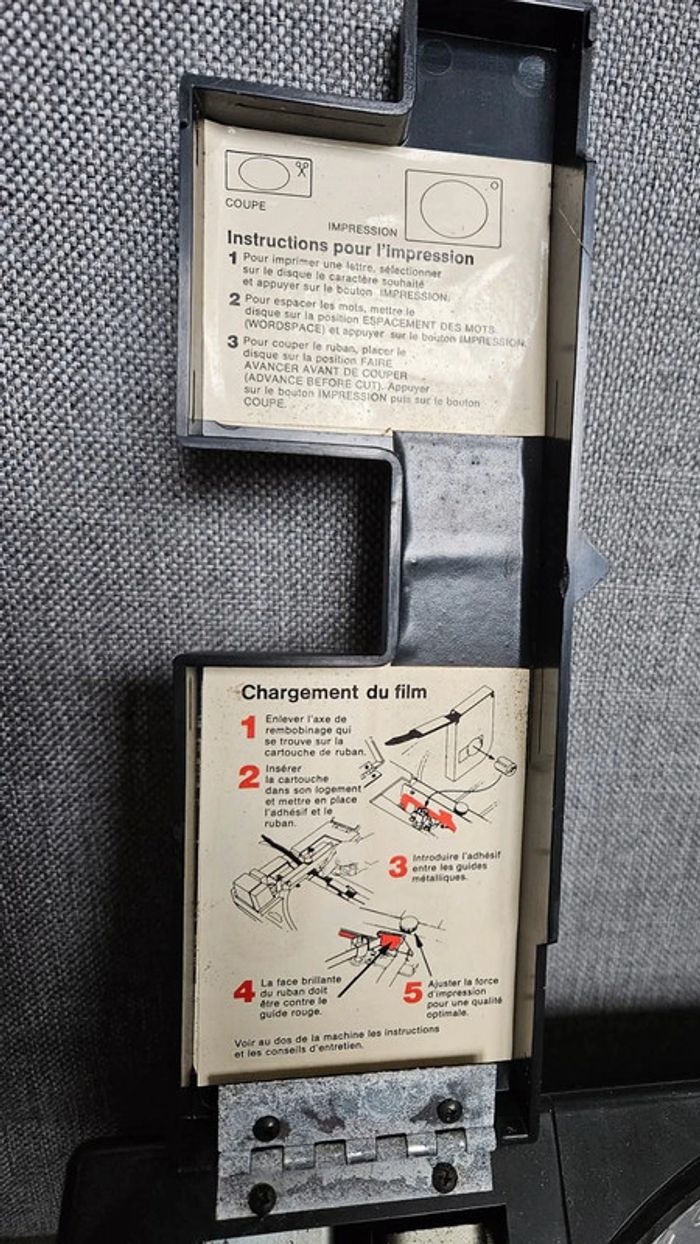 COUPE
IMPRESSION
Instructions pour l'impression
1 Pour imprimer une lettre, sélectionner
sur le disque le caractère souhaité
et appuyer sur le bouton IMPRESSION.
2 Pour espacer les mots, mettre le
disque sur la position ESPACEMENT DES MOTS
(WORDSPACE) et appuyer sur le bouton IMPRESSION.
3 Pour couper le ruban, placer le
disque sur la position FAIRE
AVANCER AVANT DE COUPER
(ADVANCE BEFORE CUT). Appuyer
sur le bouton IMPRESSION puis sur le bouton
COUPE.
Chargement du film
1 Enlever l'axe de
rembobinage qui
se trouve sur la
cartouche de ruban.
2 Insérer
la cartouche
dans son logement
et mettre en place
l'adhésif et le
ruban.
3 Introduire l'adhésif
entre les guides
métalliques.
4 La face brillante
du ruban doit
être contre le
guide rouge.
5 Ajuster la force
d'impression
pour une qualité
optimale.
Voir au dos de la machine les instructions
et les conseils d'entretien.